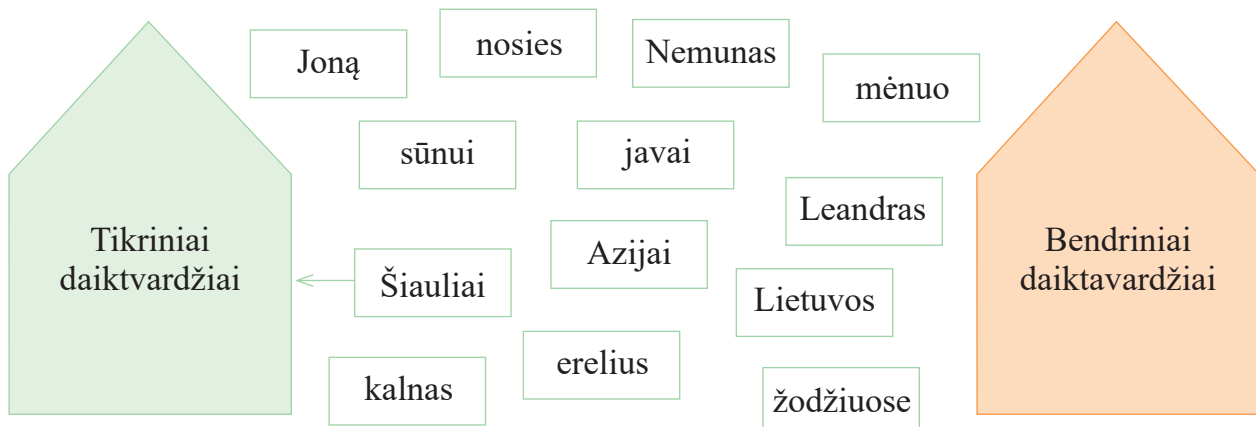 Joną
nosies
Nemunas
mėnuo
sūnui
javai
Leandras
Tikriniai
daiktvardžiai
Azijai
Šiauliai
Lietuvos
Bendriniai
daiktavardžiai
kalnas
erelius
žodžiuose